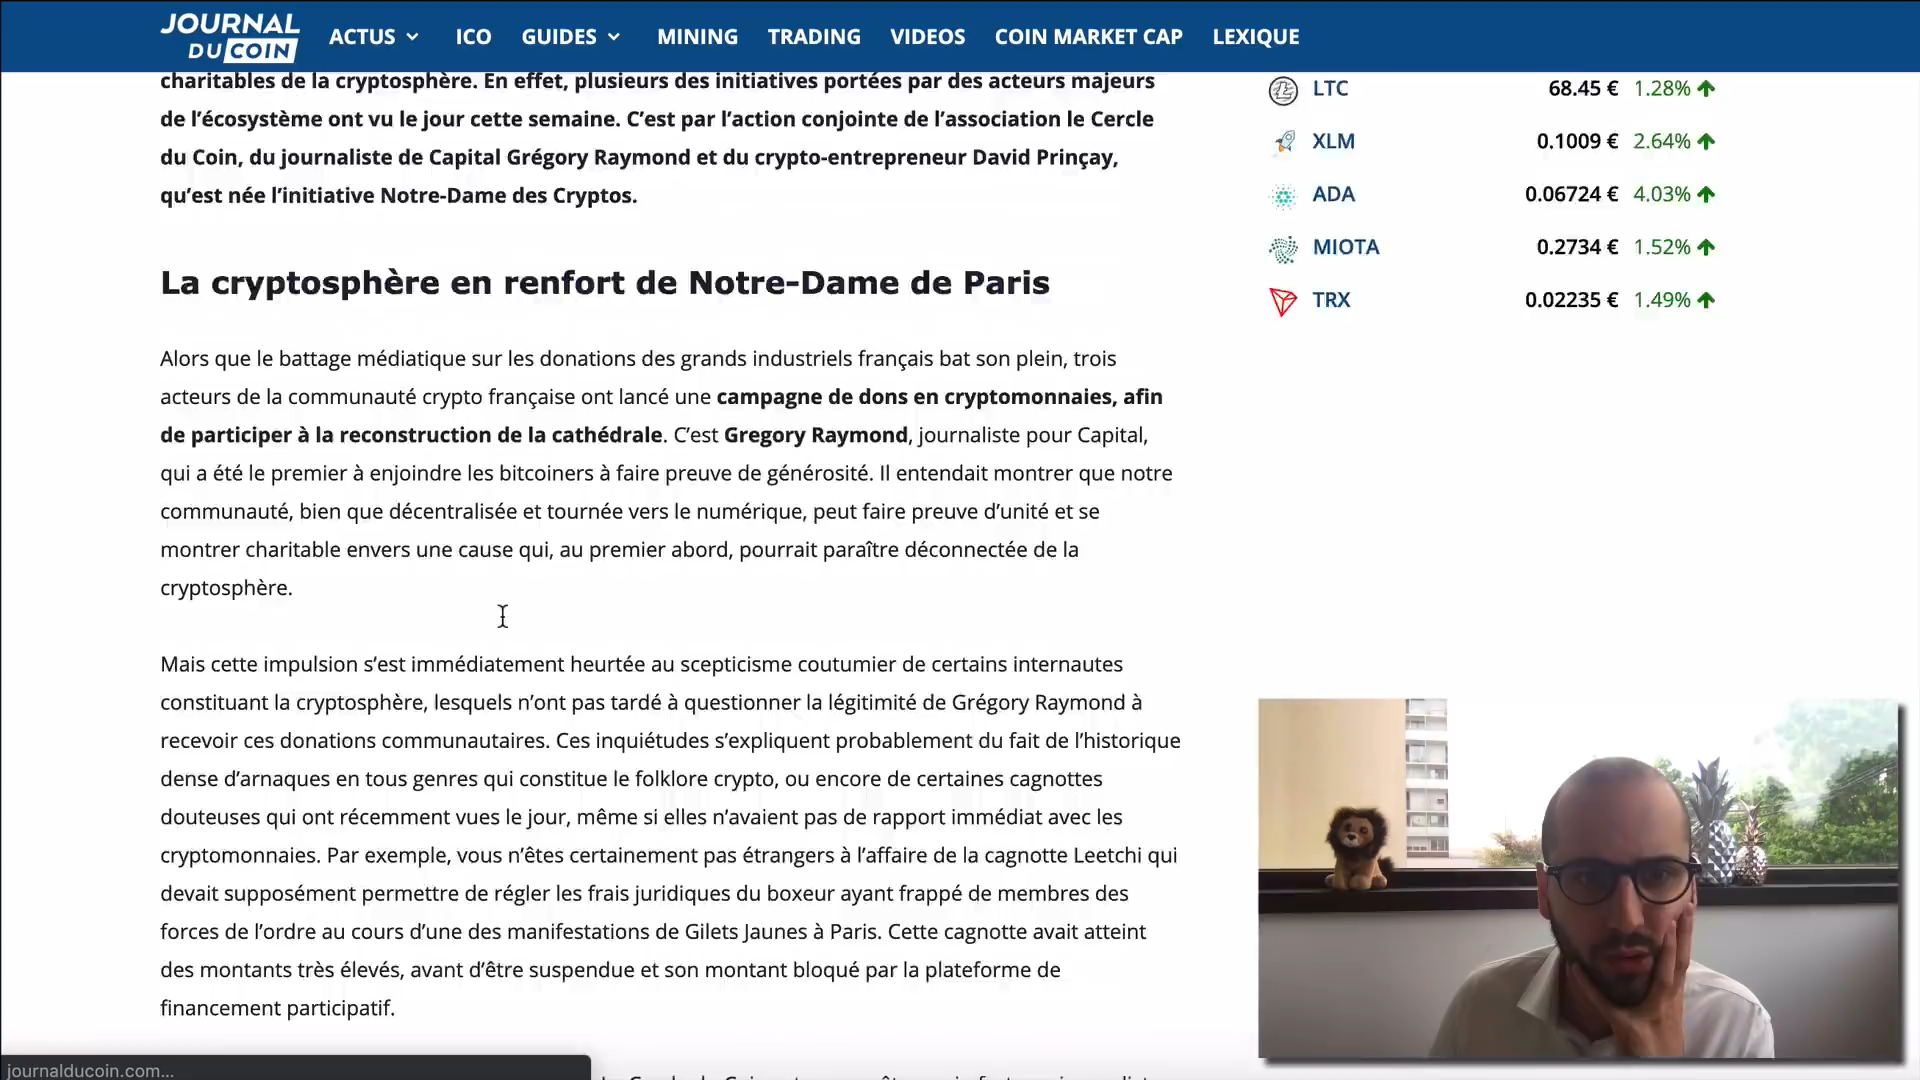 JOURNAL
DU COIN
ACTUS
ICO
GUIDES
MINING
TRADING
VIDEOS
COIN MARKET CAP
LEXIQUE
charitables de la cryptosphère. En effet, plusieurs des initiatives portées par des acteurs majeurs
de l’écosystème ont vu le jour cette semaine. C’est par l’action conjointe de l’association le Cercle
du Coin, du journaliste de Capital Grégory Raymond et du crypto-entrepreneur David Prinçay,
qu’est née l’initiative Notre-Dame des Cryptos.
La cryptosphère en renfort de Notre-Dame de Paris
Alors que le battage médiatique sur les donations des grands industriels français bat son plein, trois
acteurs de la communauté crypto française ont lancé une campagne de dons en cryptomonnaies, afin
de participer à la reconstruction de la cathédrale. C’est Gregory Raymond, journaliste pour Capital,
qui a été le premier à enjoindre les bitcoiners à faire preuve de générosité. Il entendait montrer que notre
communauté, bien que décentralisée et tournée vers le numérique, peut faire preuve d’unité et se
montrer charitable envers une cause qui, au premier abord, pourrait paraître déconnectée de la
cryptosphère.
Mais cette impulsion s’est immédiatement heurtée au scepticisme coutumier de certains internautes
constituant la cryptosphère, lesquels n’ont pas tardé à questionner la légitimité de Grégory Raymond à
recevoir ces donations communautaires. Ces inquiétudes s’expliquent probablement du fait de l’historique
dense d’arnaques en tous genres qui constitue le folklore crypto, ou encore de certaines cagnottes
douteuses qui ont récemment vues le jour, même si elles n’avaient pas de rapport immédiat avec les
cryptomonnaies. Par exemple, vous n’êtes certainement pas étrangers à l’affaire de la cagnotte Leetchi qui
devait supposément permettre de régler les frais juridiques du boxeur ayant frappé de membres des
forces de l’ordre au cours d’une des manifestations de Gilets Jaunes à Paris. Cette cagnotte avait atteint
des montants très élevés, avant d’être suspendue et son montant bloqué par la plateforme de
financement participatif.
LTC 68.45 € 1.28%
XLM 0.1009 € 2.64%
ADA 0.06724 € 4.03%
MIOTA 0.2734 € 1.52%
TRX 0.02235 € 1.49%
journalducoin.com...